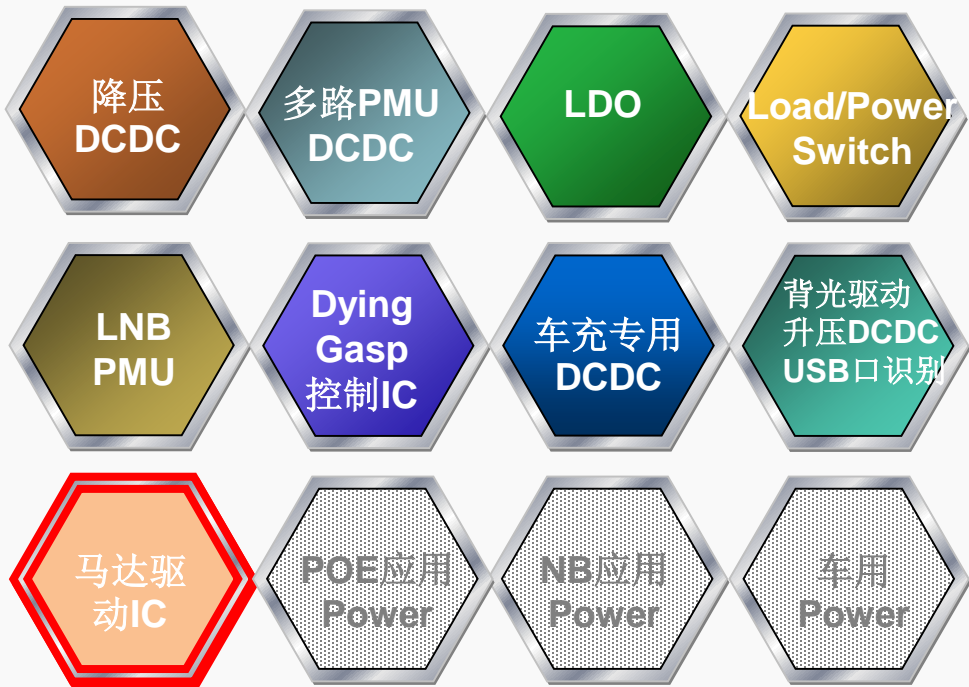 降压
DCDC
多路PMU
DCDC
LDO
Load/Power
Switch
LNB
PMU
Dying
Gasp
控制IC
车充专用
DCDC
背光驱动
升压DCDC
USB口识别
马达驱
动IC
POE应用
Power
NB应用
Power
车用
Power